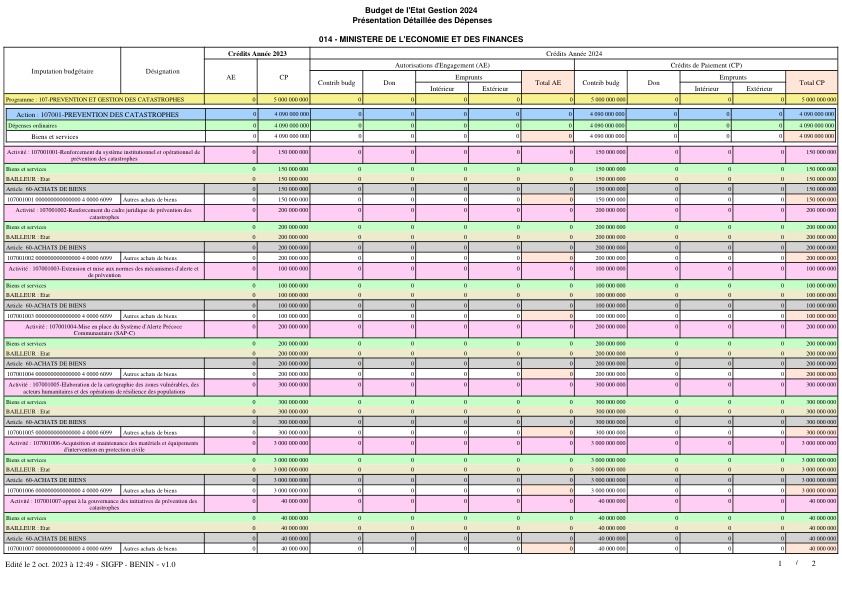 Budget de l'Etat Gestion 2024
Présentation Détaillée des Dépenses
014 - MINISTERE DE L'ECONOMIE ET DES FINANCES
Imputation budgétaire Désignation Crédits Année 2023 Crédits Année 2024
AE CP Autorisations d'Engagement (AE) Crédits de Paiement (CP)
Contrib budg Don Emprunts Total AE Contrib budg Don Emprunts Total CP
Intérieur Extérieur Intérieur Extérieur
Programme : 107-PREVENTION ET GESTION DES CATASTROPHES 0 5 000 000 000 0 0 0 0 0 5 000 000 000 0 0 0 5 000 000 000
Action : 107001-PREVENTION DES CATASTROPHES 0 4 090 000 000 0 0 0 0 0 4 090 000 000 0 0 0 4 090 000 000
Dépenses ordinaires 0 4 090 000 000 0 0 0 0 0 4 090 000 000 0 0 0 4 090 000 000
Biens et services 0 4 090 000 000 0 0 0 0 0 4 090 000 000 0 0 0 4 090 000 000
Activité : 107001001-Renforcement du système institutionnel et opérationnel de 0 150 000 000 0 0 0 0 0 150 000 000 0 0 0 150 000 000
prévention des catastrophes
Biens et services 0 150 000 000 0 0 0 0 0 150 000 000 0 0 0 150 000 000
BAILLEUR : Etat 0 150 000 000 0 0 0 0 0 150 000 000 0 0 0 150 000 000
Article 60-ACHATS DE BIENS 0 150 000 000 0 0 0 0 0 150 000 000 0 0 0 150 000 000
107001001 000000000000000 4 0000 6099 Autres achats de biens 0 150 000 000 0 0 0 0 0 150 000 000 0 0 0 150 000 000
Activité : 107001002-Renforcement du cadre juridique de prévention des 0 200 000 000 0 0 0 0 0 200 000 000 0 0 0 200 000 000
catastrophes
Biens et services 0 200 000 000 0 0 0 0 0 200 000 000 0 0 0 200 000 000
BAILLEUR : Etat 0 200 000 000 0 0 0 0 0 200 000 000 0 0 0 200 000 000
Article 60-ACHATS DE BIENS 0 200 000 000 0 0 0 0 0 200 000 000 0 0 0 200 000 000
107001002 000000000000000 4 0000 6099 Autres achats de biens 0 200 000 000 0 0 0 0 0 200 000 000 0 0 0 200 000 000
Activité : 107001003-Extension et mise aux normes des mécanismes d'alerte et 0 100 000 000 0 0 0 0 0 100 000 000 0 0 0 100 000 000
de prévention
Biens et services 0 100 000 000 0 0 0 0 0 100 000 000 0 0 0 100 000 000
BAILLEUR : Etat 0 100 000 000 0 0 0 0 0 100 000 000 0 0 0 100 000 000
Article 60-ACHATS DE BIENS 0 100 000 000 0 0 0 0 0 100 000 000 0 0 0 100 000 000
107001003 000000000000000 4 0000 6099 Autres achats de biens 0 100 000 000 0 0 0 0 0 100 000 000 0 0 0 100 000 000
Activité : 107001004-Mise en place du Système d'Alerte Précoce 0 200 000 000 0 0 0 0 0 200 000 000 0 0 0 200 000 000
Communautaire (SAP-C)
Biens et services 0 200 000 000 0 0 0 0 0 200 000 000 0 0 0 200 000 000
BAILLEUR : Etat 0 200 000 000 0 0 0 0 0 200 000 000 0 0 0 200 000 000
Article 60-ACHATS DE BIENS 0 200 000 000 0 0 0 0 0 200 000 000 0 0 0 200 000 000
107001004 000000000000000 4 0000 6099 Autres achats de biens 0 200 000 000 0 0 0 0 0 200 000 000 0 0 0 200 000 000
Activité : 107001005-Elaboration de la cartographie des zones vulnérables, des 0 300 000 000 0 0 0 0 0 300 000 000 0 0 0 300 000 000
acteurs humanitaires et des opérations de résilience des populations
Biens et services 0 300 000 000 0 0 0 0 0 300 000 000 0 0 0 300 000 000
BAILLEUR : Etat 0 300 000 000 0 0 0 0 0 300 000 000 0 0 0 300 000 000
Article 60-ACHATS DE BIENS 0 300 000 000 0 0 0 0 0 300 000 000 0 0 0 300 000 000
107001005 000000000000000 4 0000 6099 Autres achats de biens 0 300 000 000 0 0 0 0 0 300 000 000 0 0 0 300 000 000
Activité : 107001006-Acquisition et maintenance des matériels et équipements 0 3 000 000 000 0 0 0 0 0 3 000 000 000 0 0 0 3 000 000 000
d'intervention en protection civile
Biens et services 0 3 000 000 000 0 0 0 0 0 3 000 000 000 0 0 0 3 000 000 000
BAILLEUR : Etat 0 3 000 000 000 0 0 0 0 0 3 000 000 000 0 0 0 3 000 000 000
Article 60-ACHATS DE BIENS 0 3 000 000 000 0 0 0 0 0 3 000 000 000 0 0 0 3 000 000 000
107001006 000000000000000 4 0000 6099 Autres achats de biens 0 3 000 000 000 0 0 0 0 0 3 000 000 000 0 0 0 3 000 000 000
Activité : 107001007-appui à la gouvernance des initiatives de prévention des 0 40 000 000 0 0 0 0 0 40 000 000 0 0 0 40 000 000
catastrophes
Biens et services 0 40 000 000 0 0 0 0 0 40 000 000 0 0 0 40 000 000
BAILLEUR : Etat 0 40 000 000 0 0 0 0 0 40 000 000 0 0 0 40 000 000
Article 60-ACHATS DE BIENS 0 40 000 000 0 0 0 0 0 40 000 000 0 0 0 40 000 000
107001007 000000000000000 4 0000 6099 Autres achats de biens 0 40 000 000 0 0 0 0 0 40 000 000 0 0 0 40 000 000
Edité le 2 oct. 2023 à 12:49 - SIGFP - BENIN - v1.0 1 / 2